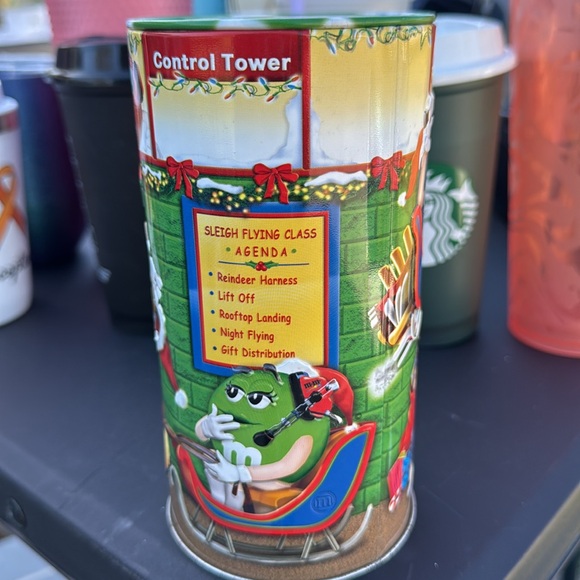 Control Tower
SLEIGH FLYING CLASS
• AGENDA •
• Reindeer Harness
• Lift Off
• Rooftop Landing
• Night Flying
• Gift Distribution
m